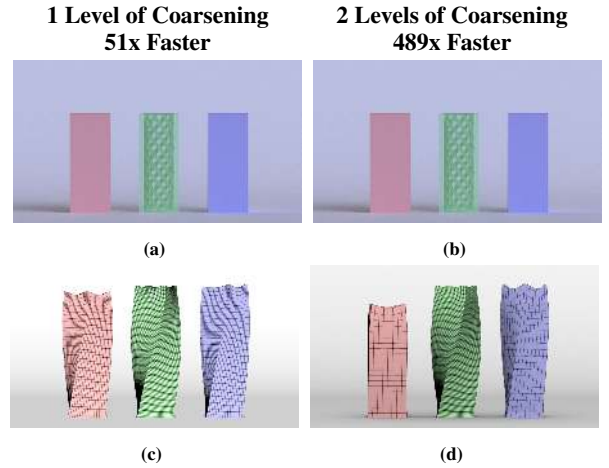 1 Level of Coarsening
51x Faster
2 Levels of Coarsening
489x Faster
(a)
(b)
(c)
(d)